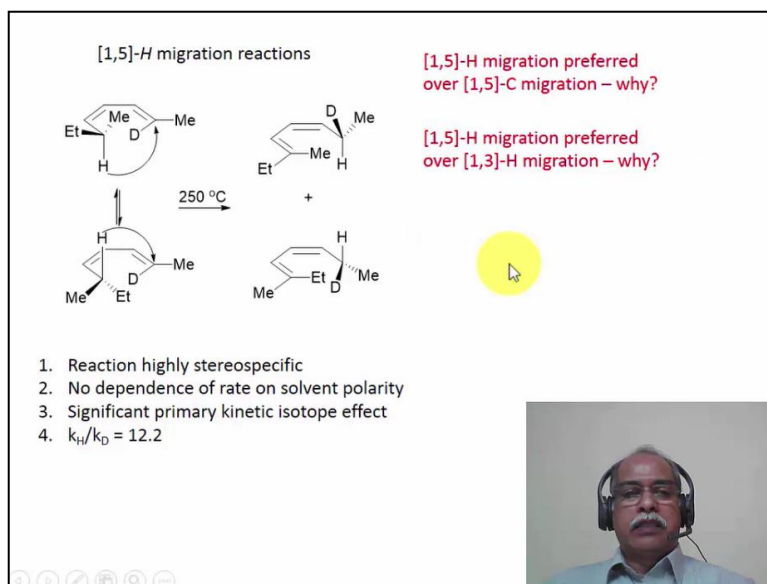 [1,5]-H migration reactions
[1,5]-H migration preferred
over [1,5]-C migration – why?
[1,5]-H migration preferred
over [1,3]-H migration – why?
Me
Et
D
Me
H
250 °C
D
Me
Me
Et
H
+
H
D
Me
Me
Et
H
Et
D
Me
Me
1. Reaction highly stereospecific
2. No dependence of rate on solvent polarity
3. Significant primary kinetic isotope effect
4. kH/kD = 12.2